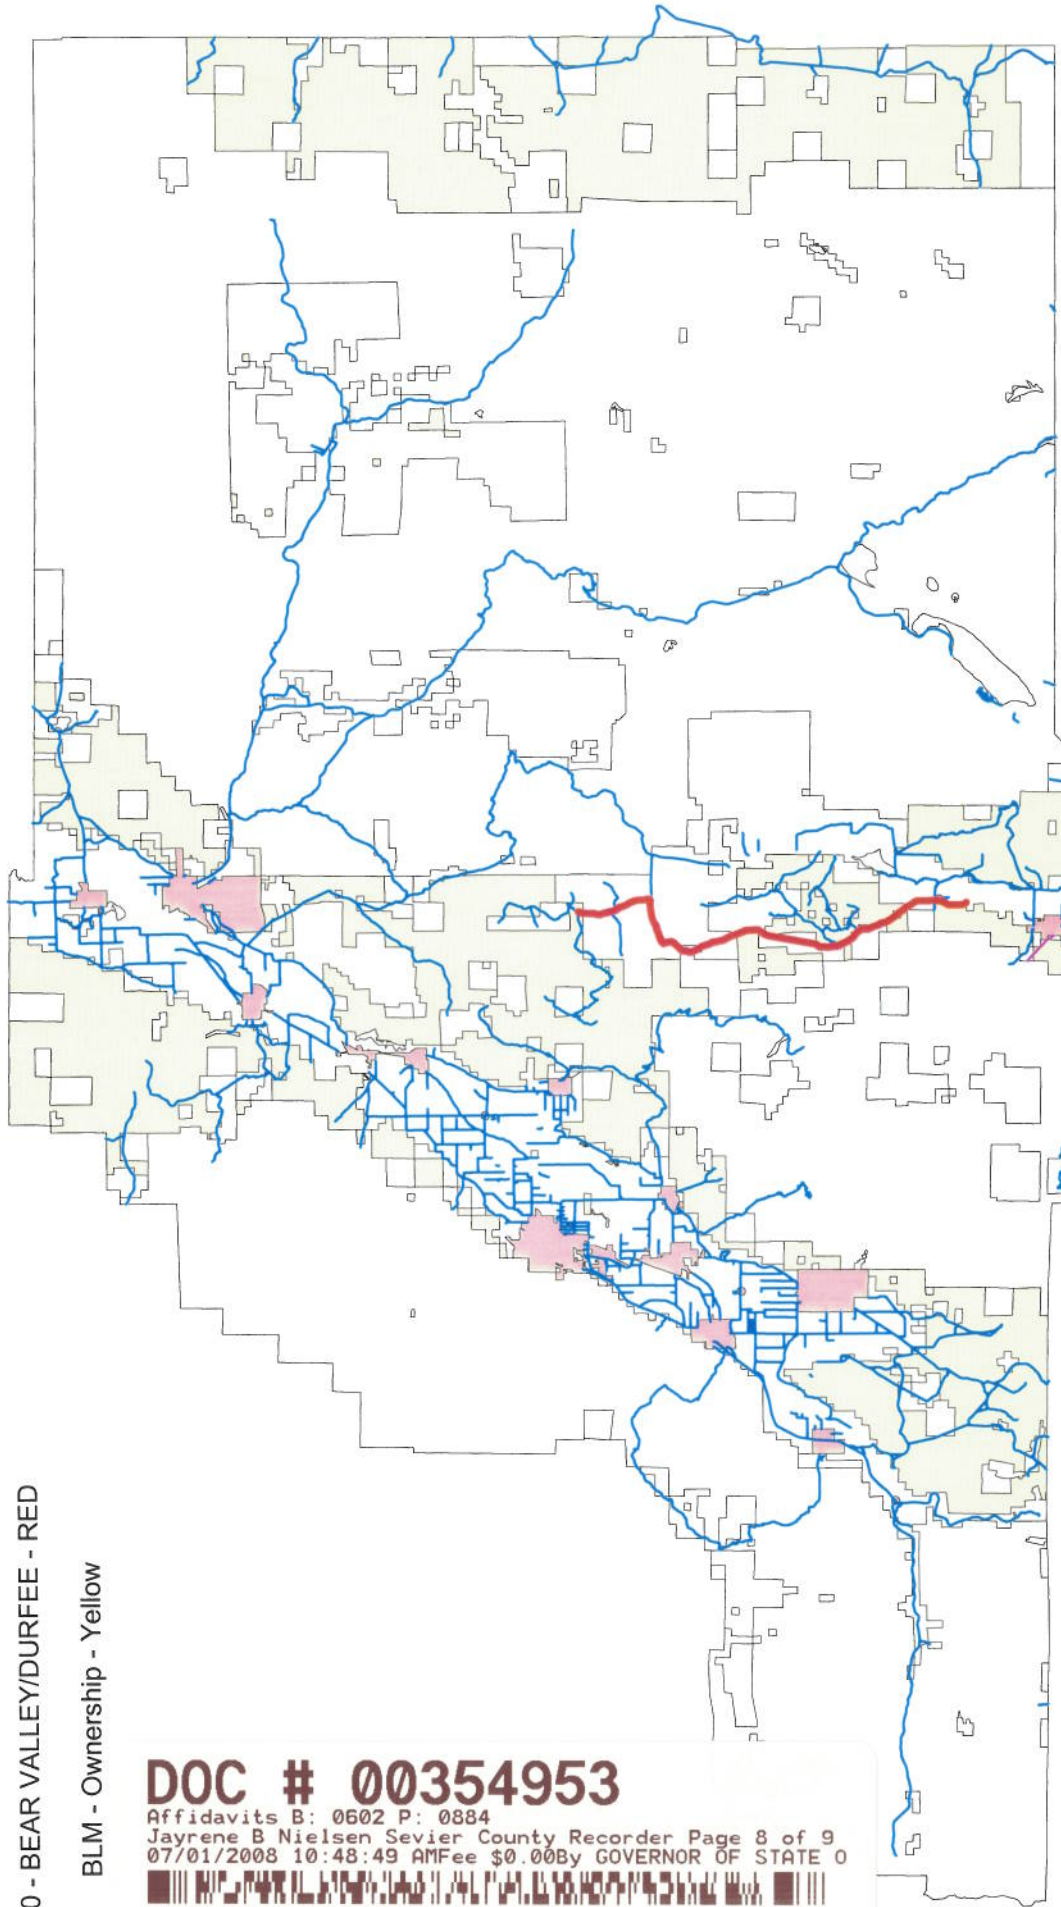 0 - BEAR VALLEY/DURFEE - RED
BLM - Ownership - Yellow
DOC # 00354953
Affidavits B: 0602 P: 0884
Jayrene B Nielsen Sevier County Recorder Page 8 of 9
07/01/2008 10:48:49 AMFee $0.00By GOVERNOR OF STATE O